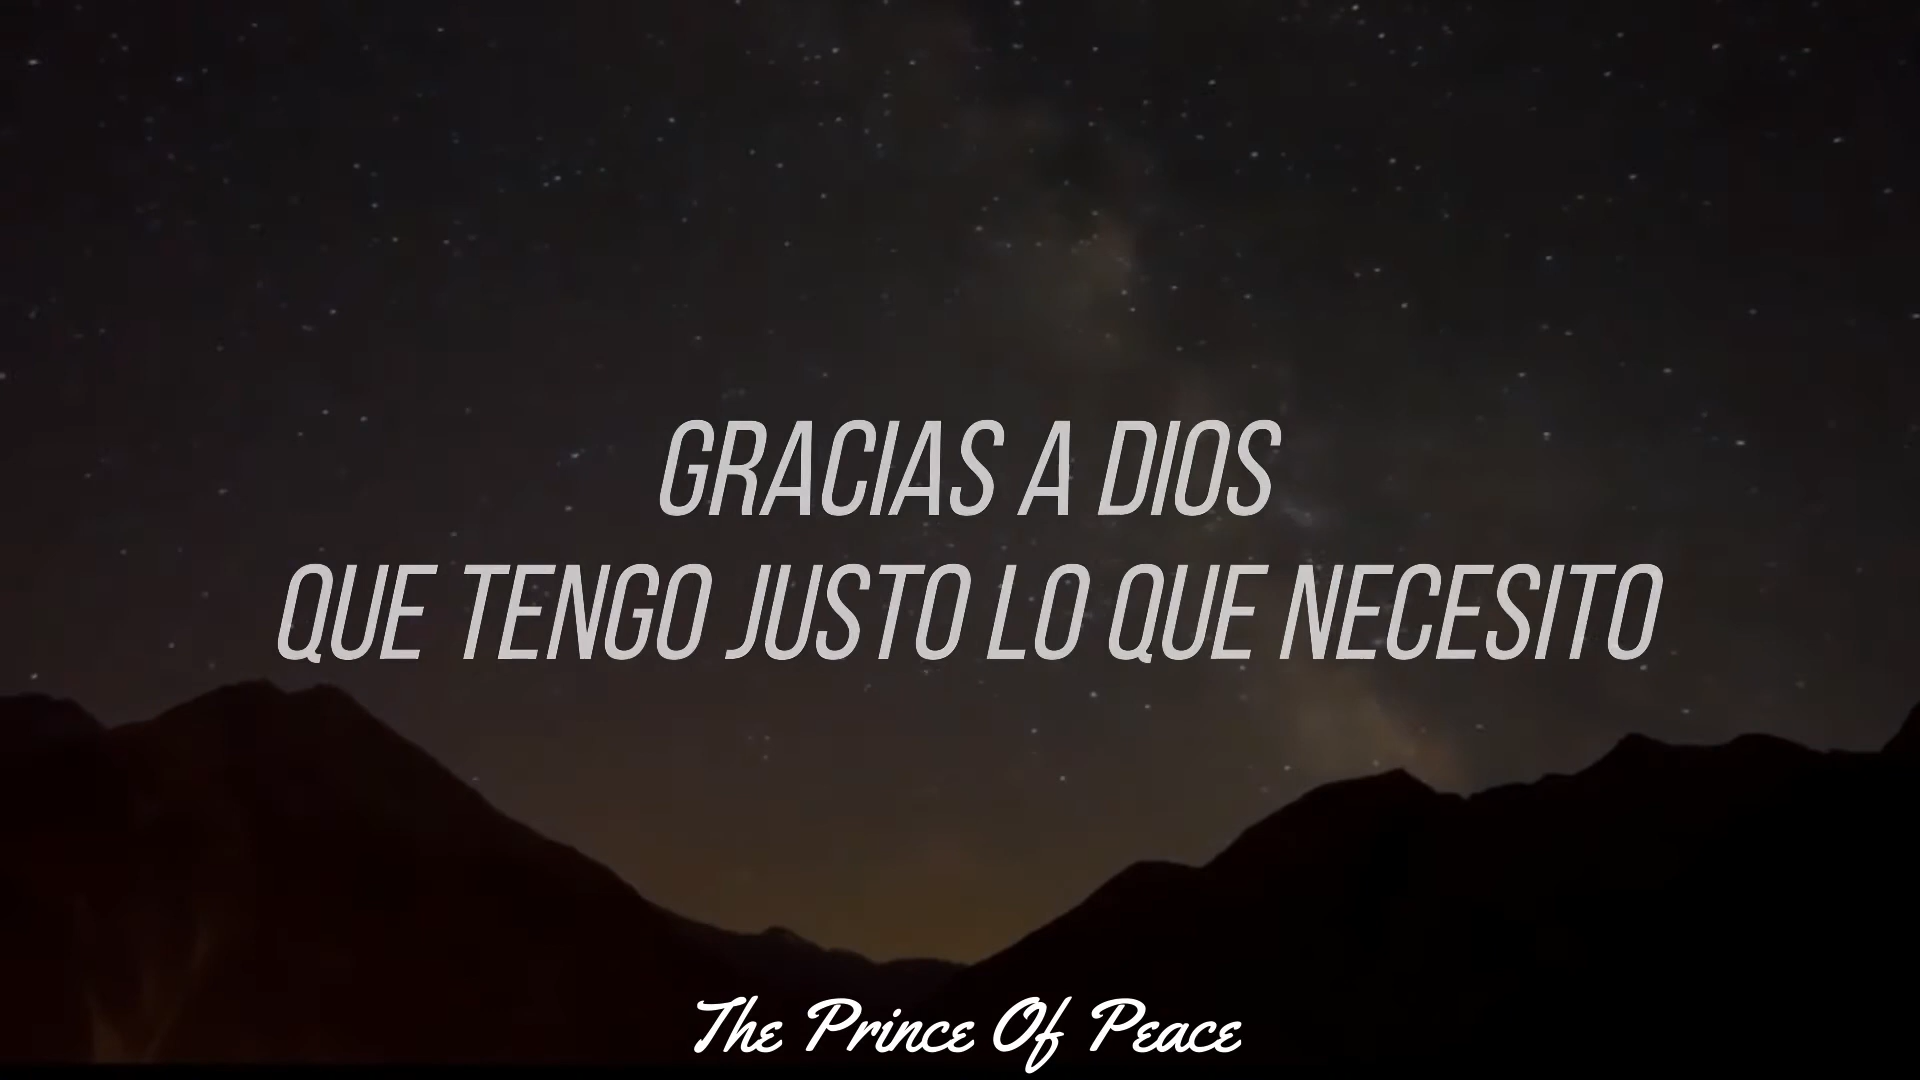 GRACIAS A DIOS
QUE TENGO JUSTO LO QUE NECESITO
The Prince Of Peace